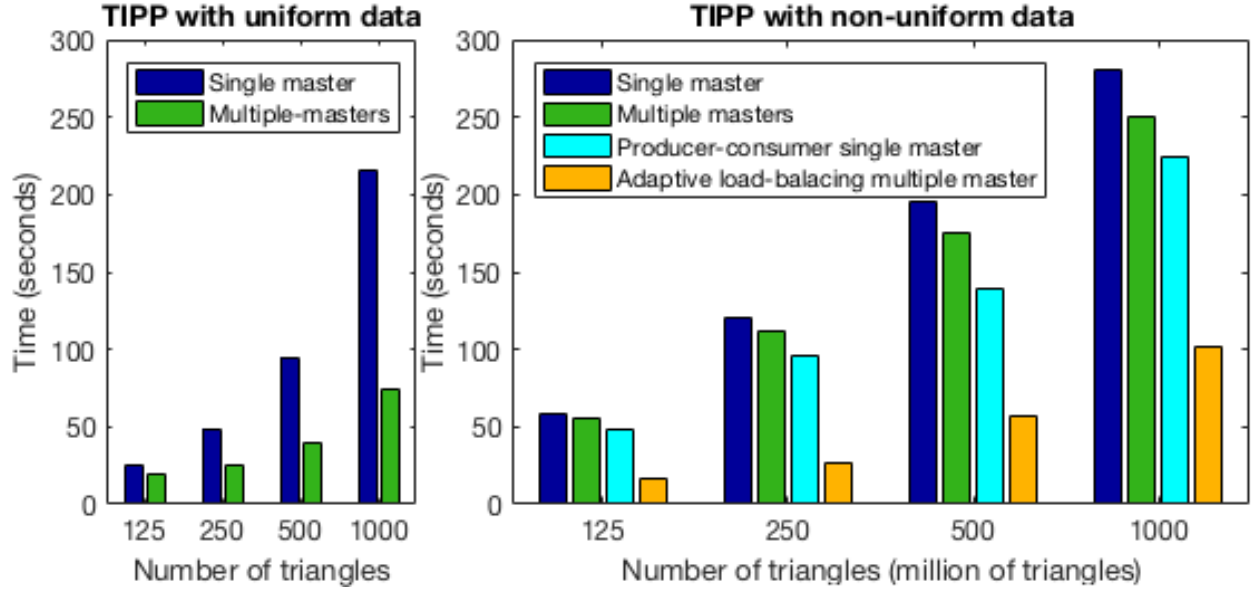 TIPP with uniform data
300
250
200
150
100
50
0
Time (seconds)
Single master
Multiple-masters
125 250 500 1000
Number of triangles
TIPP with non-uniform data
300
250
200
150
100
50
0
Time (seconds)
Single master
Multiple masters
Producer-consumer single master
Adaptive load-balacing multiple master
125 250 500 1000
Number of triangles (million of triangles)